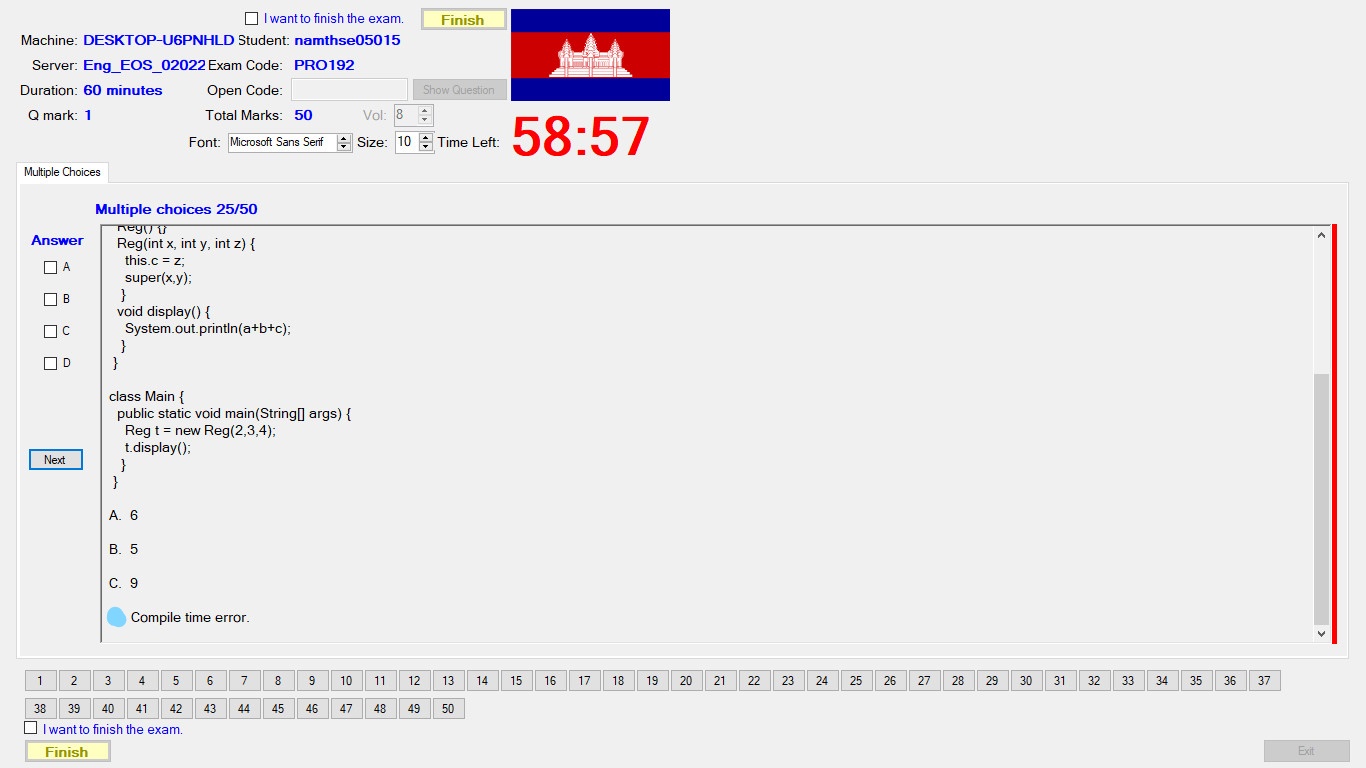 I want to finish the exam. Finish
Machine: DESKTOP-U6PNHLD Student: namthse05015
Server: Eng_EOS_02022 Exam Code: PRO192
Duration: 60 minutes Open Code: Show Question
Q mark: 1 Total Marks: 50 Vol: 8
Font: Microsoft Sans Serif Size: 10 Time Left: 58:57
Multiple Choices
Multiple choices 25/50
Answer
A
B
C
D
Next
Reg() {}
Reg(int x, int y, int z) {
this.c = z;
super(x,y);
}
void display() {
System.out.println(a+b+c);
}
}
class Main {
public static void main(String[] args) {
Reg t = new Reg(2,3,4);
t.display();
}
}
A. 6
B. 5
C. 9
Compile time error.
1 2 3 4 5 6 7 8 9 10 11 12 13 14 15 16 17 18 19 20 21 22 23 24 25 26 27 28 29 30 31 32 33 34 35 36 37
38 39 40 41 42 43 44 45 46 47 48 49 50
I want to finish the exam.
Finish
Exit